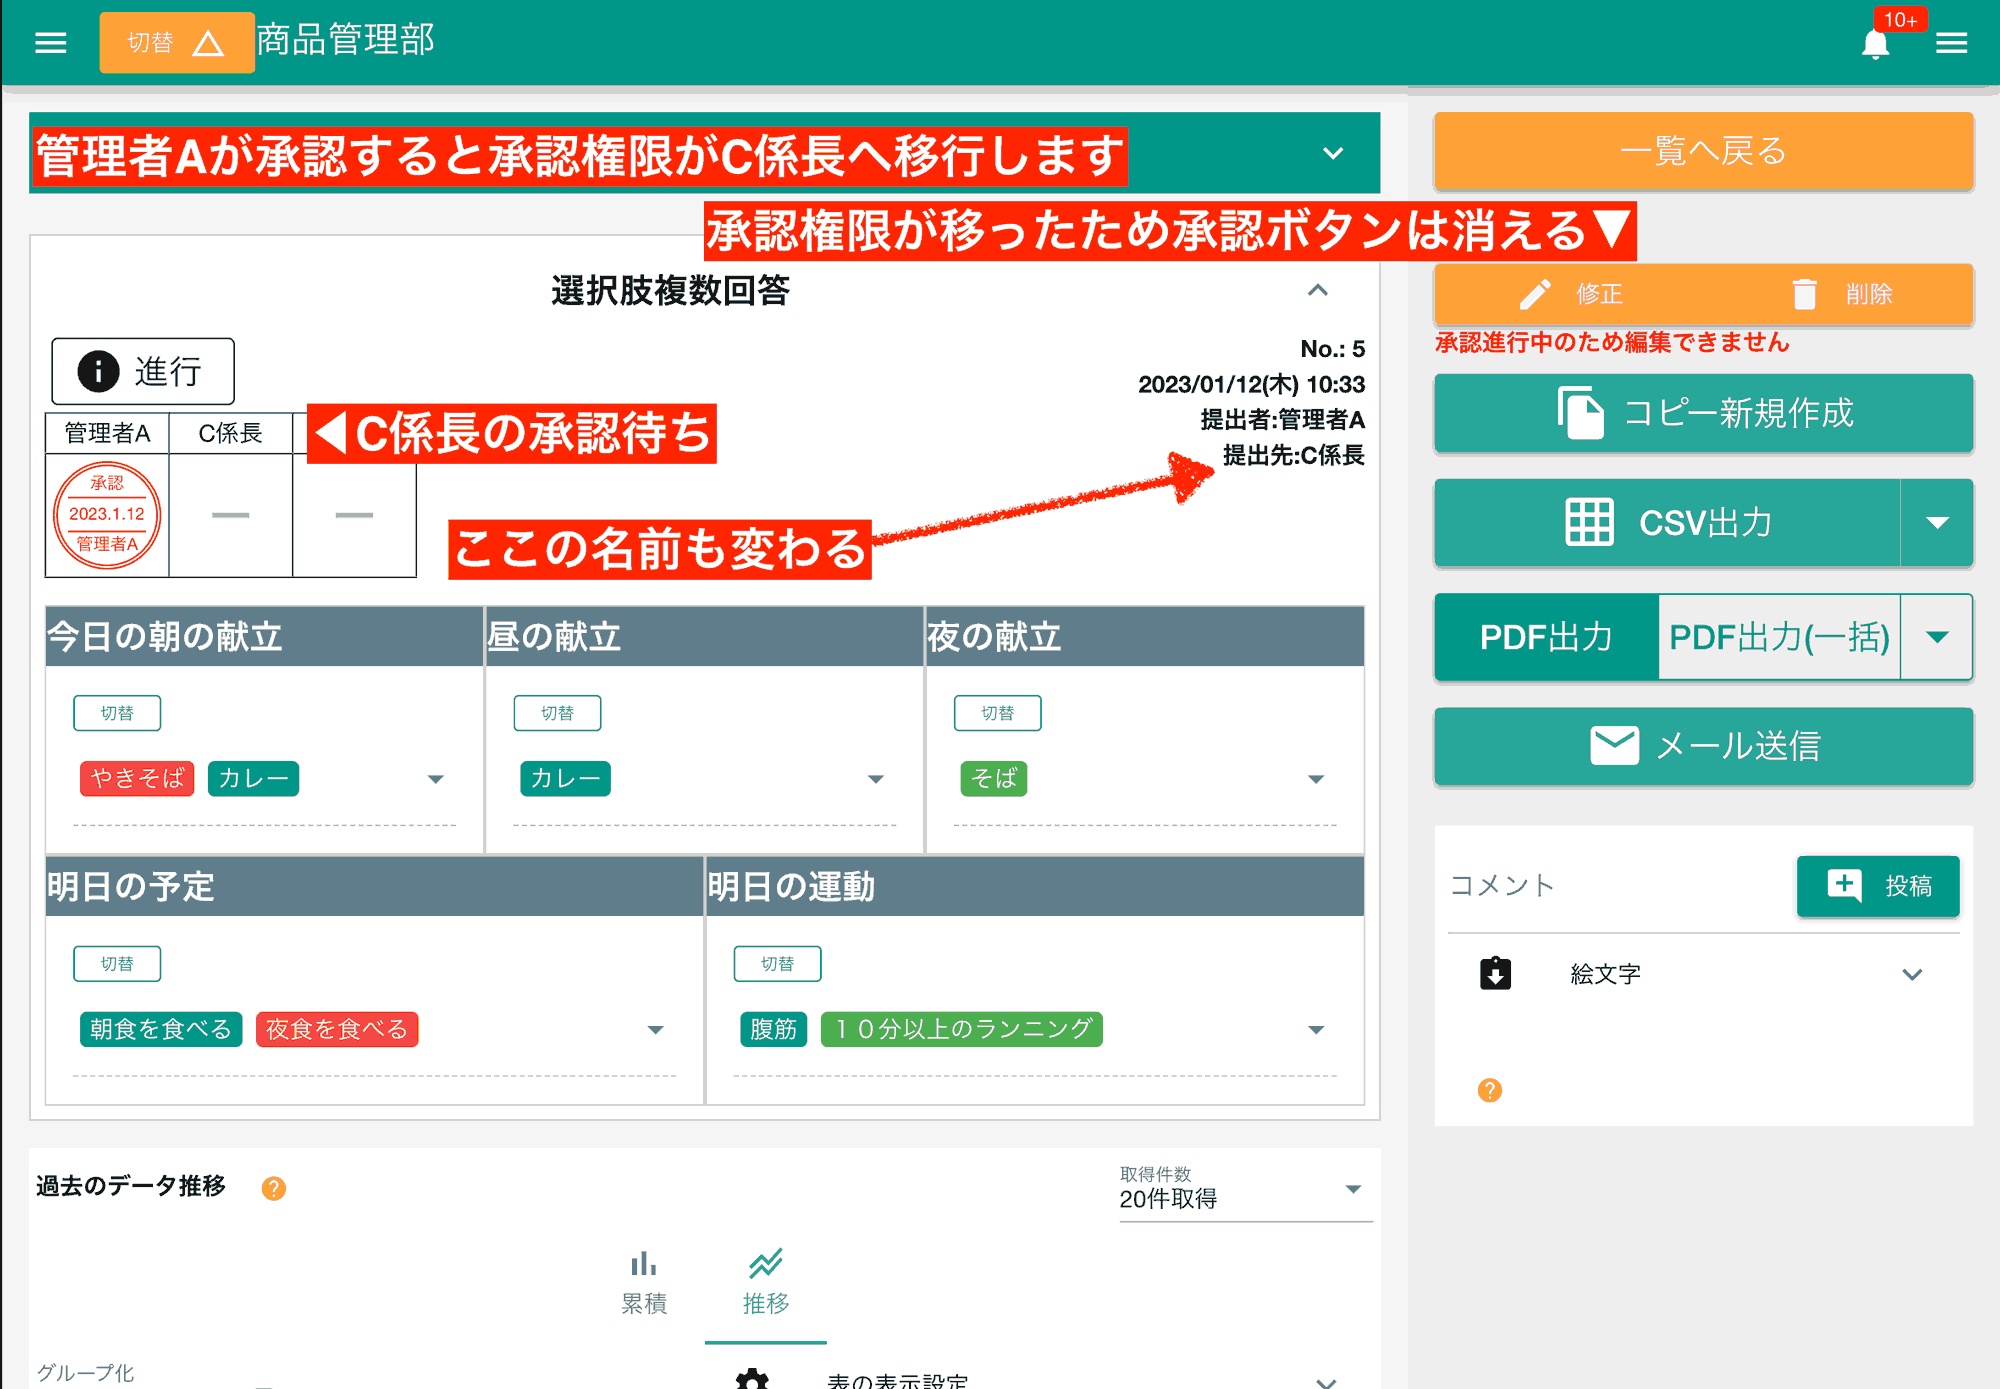 切替
商品管理部
10+
管理者Aが承認すると承認権限がC係長へ移行します
一覧へ戻る
承認権限が移ったため承認ボタンは消える▼
選択肢複数回答
修正
削除
承認進行中のため編集できません
進行
No.: 5
2023/01/12(木) 10:33
提出者:管理者A
提出先:C係長
管理者A
C係長
◀C係長の承認待ち
承認
2023.1.12
管理者A
—
—
ここの名前も変わる
コピー新規作成
CSV出力
PDF出力
PDF出力(一括)
メール送信
今日の朝の献立
昼の献立
夜の献立
切替
切替
切替
やきそば
カレー
カレー
そば
明日の予定
明日の運動
切替
切替
朝食を食べる
夜食を食べる
腹筋
１０分以上のランニング
コメント
投稿
絵文字
?
過去のデータ推移
?
取得件数
20件取得
累積
推移
グループ化
表の表示設定